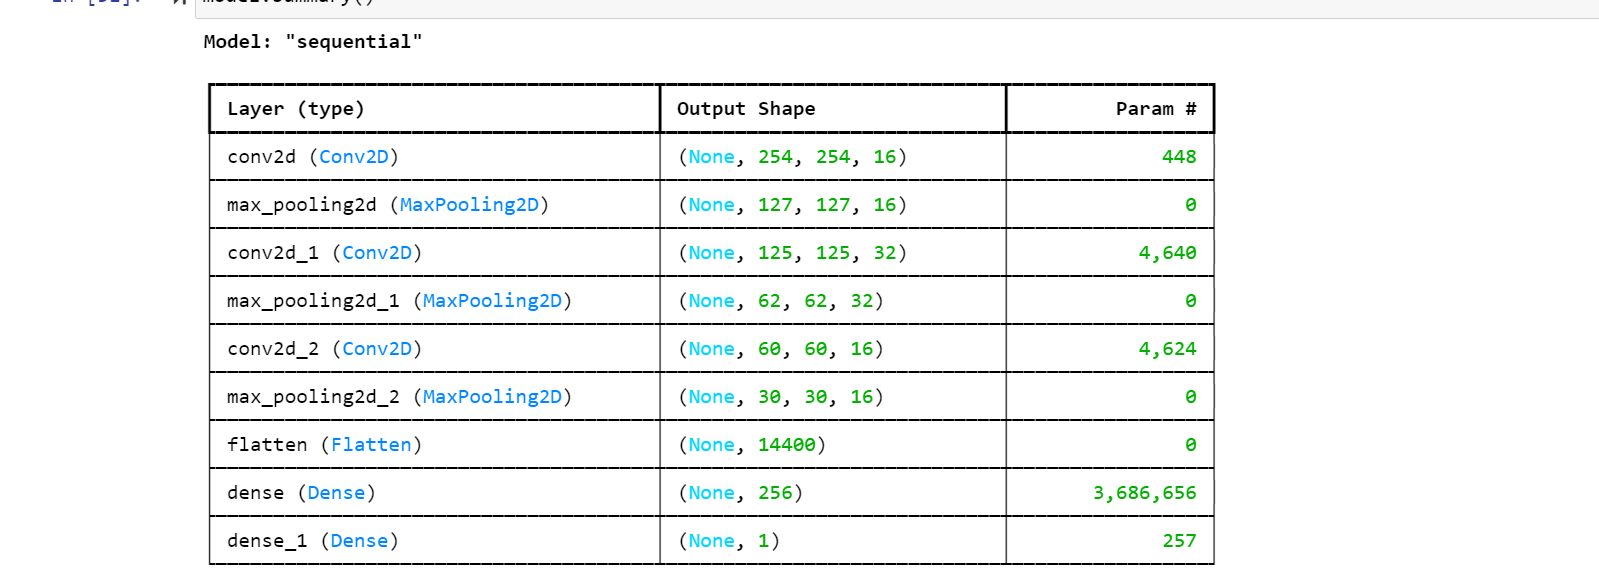 Model: "sequential"
Layer (type) Output Shape Param #
conv2d (Conv2D) (None, 254, 254, 16) 448
max_pooling2d (MaxPooling2D) (None, 127, 127, 16) 0
conv2d_1 (Conv2D) (None, 125, 125, 32) 4,640
max_pooling2d_1 (MaxPooling2D) (None, 62, 62, 32) 0
conv2d_2 (Conv2D) (None, 60, 60, 16) 4,624
max_pooling2d_2 (MaxPooling2D) (None, 30, 30, 16) 0
flatten (Flatten) (None, 14400) 0
dense (Dense) (None, 256) 3,686,656
dense_1 (Dense) (None, 1) 257